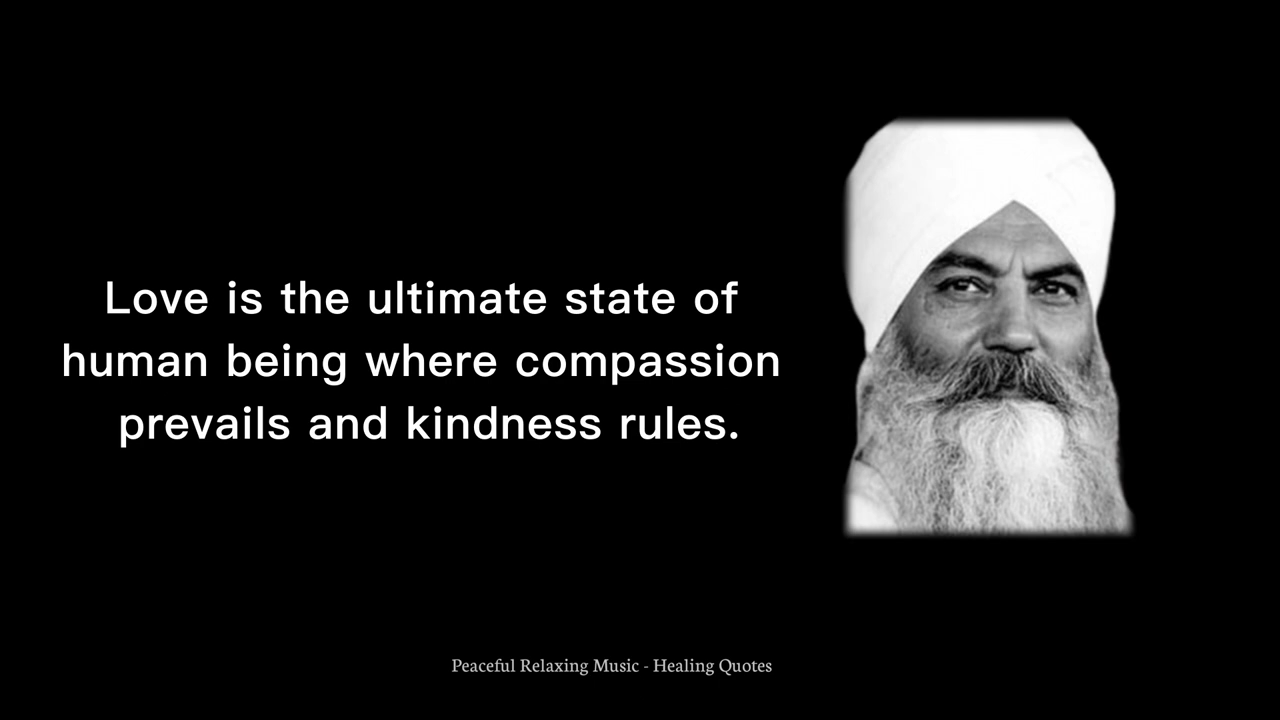 Love is the ultimate state of
human being where compassion
prevails and kindness rules.
Peaceful Relaxing Music - Healing Quotes